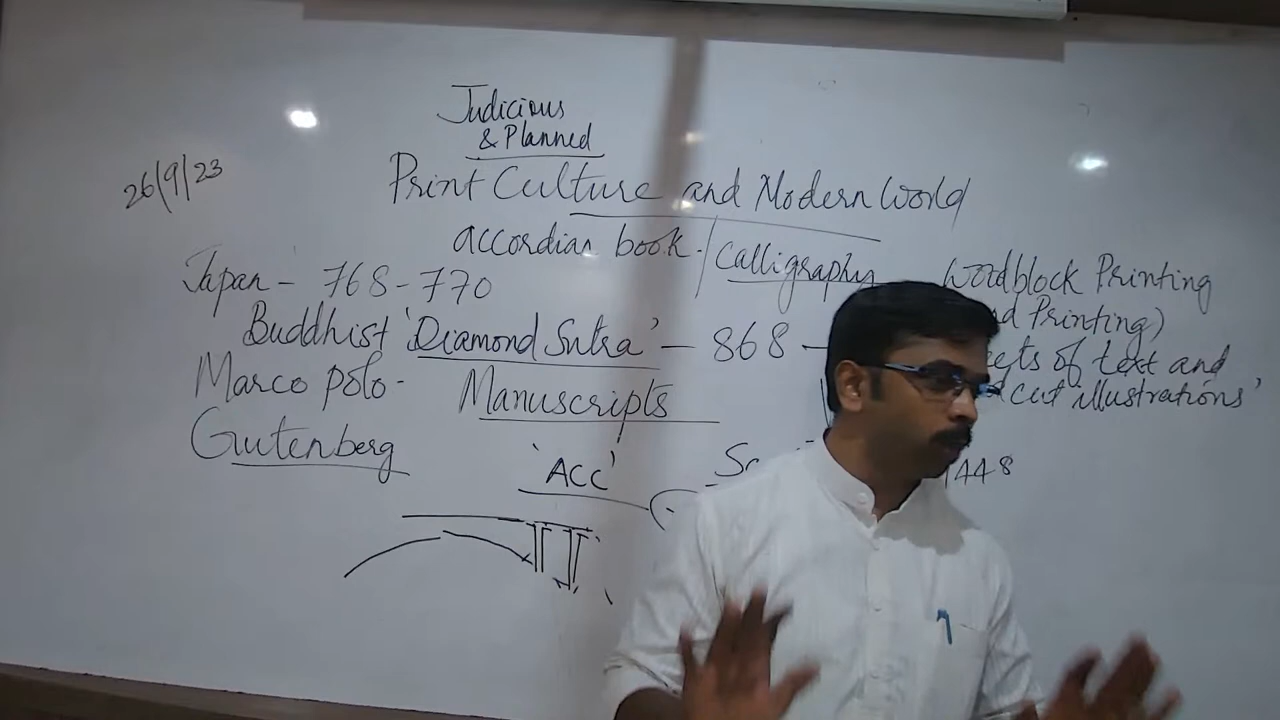 Judicious
& Planned
26/9/23
Print Culture and Modern World
accordian book / Calligraphy
Japan - 768-770
Woodblock Printing
Printing)
Buddhist 'Diamond Sutra' - 868 -
of text and
Marco polo - Manuscripts
cut illustrations'
Gutenberg
'ACC'
1448